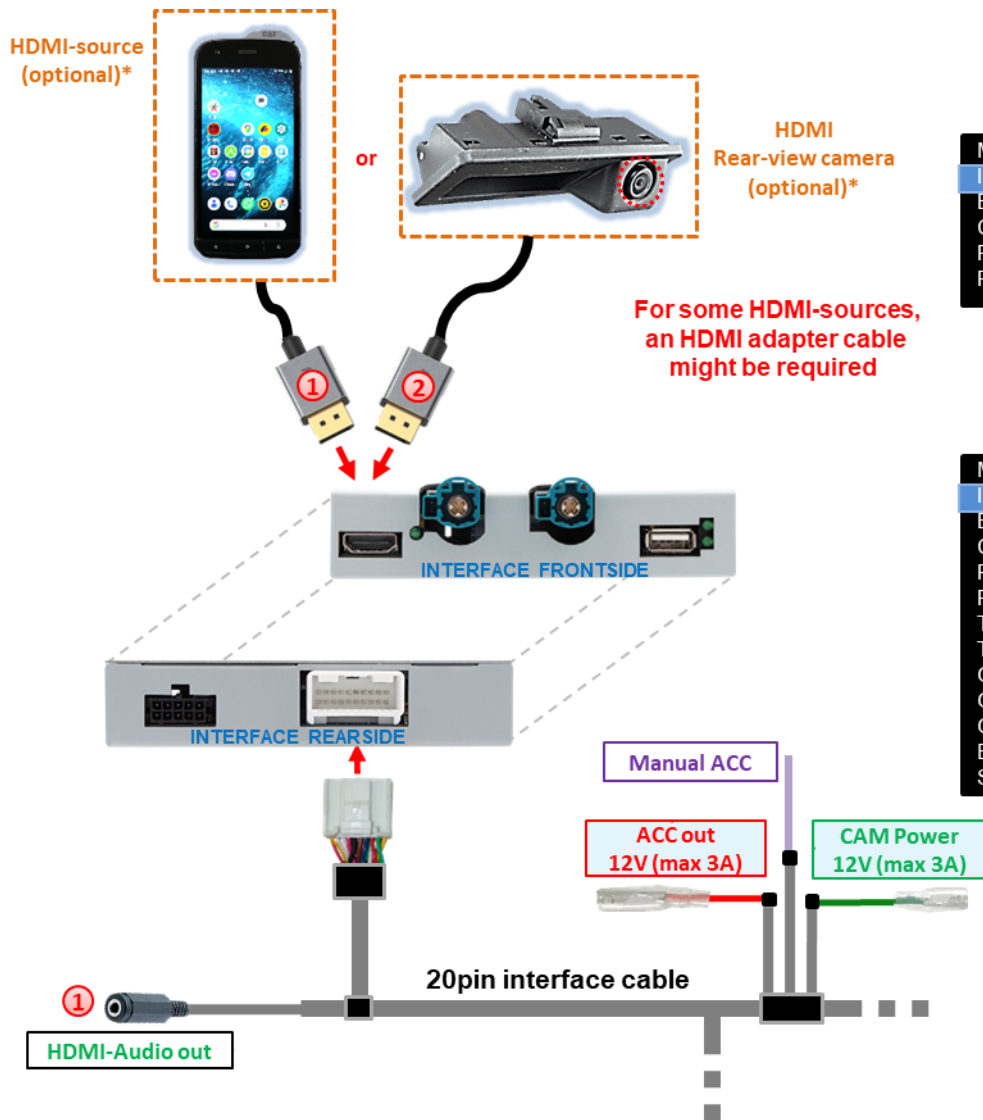 HDMI-source
(optional)*
or
HDMI
Rear-view camera
(optional)*
For some HDMI-sources,
an HDMI adapter cable
might be required
1
2
INTERFACE FRONTSIDE
INTERFACE REARSIDE
Manual ACC
ACC out
12V (max 3A)
CAM Power
12V (max 3A)
20pin interface cable
1
HDMI-Audio out